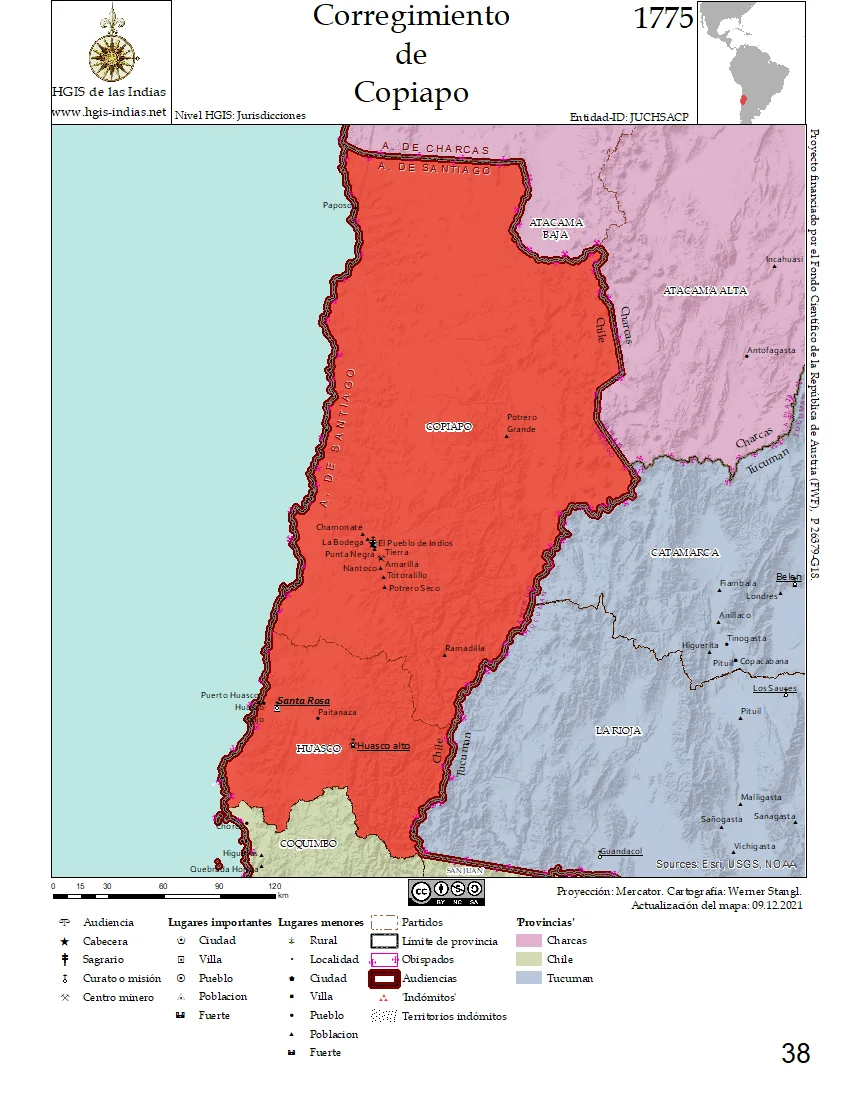 Corregimiento
de
Copiapo
1775
HGIS de las Indias
www.hgis-indias.net
Nivel HGIS: Jurisdicciones
Entidad-ID: JUCHSACP
Proyecto financiado por el Fondo Científico de la República de Austria (FWF), P 26379-G18.
A. DE CHARCAS
A. DE SANTIAGO
Paposo
ATACAMA
BAJA
Incahuasi
ATACAMA ALTA
Charcas
Chile
Antofagasta
A. DE SANTIAGO
COPIAPO
Potrero
Grande
Charcas
Tucuman
Chamonate
La Bodega
El Pueblo de Indios
Punta Negra
Tierra
Amarilla
Nantoco
Totoralillo
Potrero Seco
CATAMARCA
Belen
Fiambala
Londres
Anillaco
Tinogasta
Higuerita
Pituil
Copacabana
Ramadilla
Los Sauces
Puerto Huasco
Santa Rosa
Paitanaza
Pituil
LA RIOJA
HUASCO
Huasco alto
Chile
Tucuman
Malligasta
Sañogasta
Sanagasta
COQUIMBO
Vichigasta
Guandacol
SAN JUAN
Sources: Esri, USGS, NOAA
0 15 30 60 90 120
km
CC BY NC SA
Proyección: Mercator. Cartografía: Werner Stangl.
Actualización del mapa: 09.12.2021
Audiencia
Cabecera
Sagrario
Curato o misión
Centro minero
Lugares importantes
Ciudad
Villa
Pueblo
Poblacion
Fuerte
Lugares menores
Rural
Localidad
Ciudad
Villa
Pueblo
Poblacion
Fuerte
Partidos
Límite de provincia
Obispados
Audiencias
'Indómitos'
Territorios indómitos
'Provincias'
Charcas
Chile
Tucuman
38